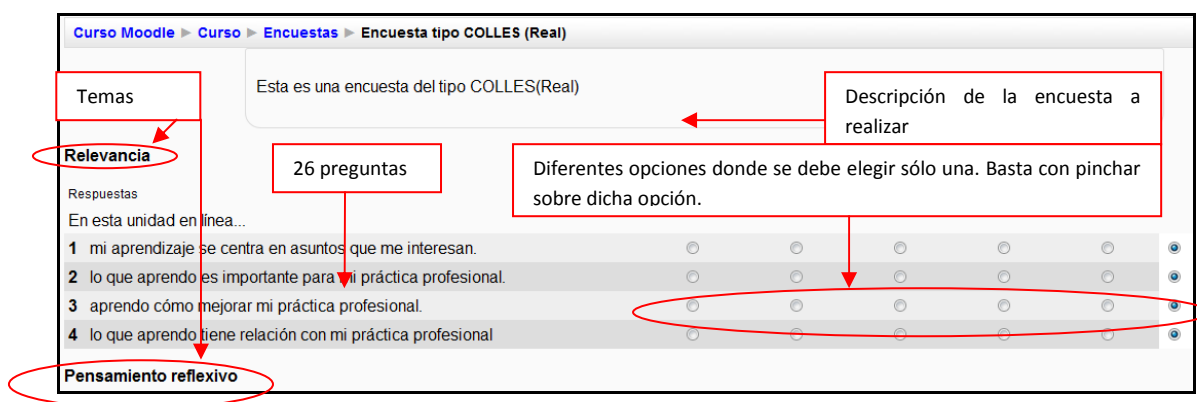 Curso Moodle ► Curso ► Encuestas ► Encuesta tipo COLLES (Real)
Esta es una encuesta del tipo COLLES(Real)
Temas
Descripción de la encuesta a
realizar
Relevancia
26 preguntas
Diferentes opciones donde se debe elegir sólo una. Basta con pinchar
sobre dicha opción.
Respuestas
En esta unidad en línea...
1 mi aprendizaje se centra en asuntos que me interesan.
2 lo que aprendo es importante para mi práctica profesional.
3 aprendo cómo mejorar mi práctica profesional.
4 lo que aprendo tiene relación con mi práctica profesional
Pensamiento reflexivo